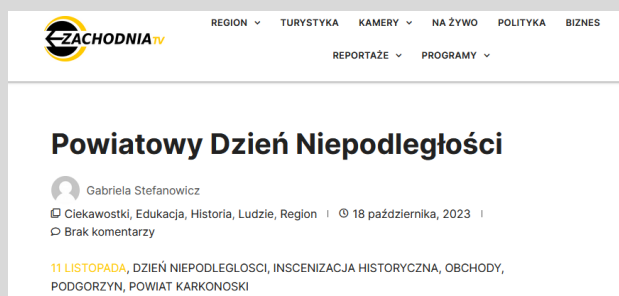 ZACHODNIA TV
REGION TURYSTYKA KAMERY NA ŻYWO POLITYKA BIZNES
REPORTAŻE PROGRAMY
Powiatowy Dzień Niepodległości
Gabriela Stefanowicz
Ciekawostki, Edukacja, Historia, Ludzie, Region 18 października, 2023
Brak komentarzy
11 LISTOPADA, DZIEŃ NIEPODLEGLOSCI, INSCENIZACJA HISTORYCZNA, OBCHODY,
PODGORZYN, POWIAT KARKONOSKI